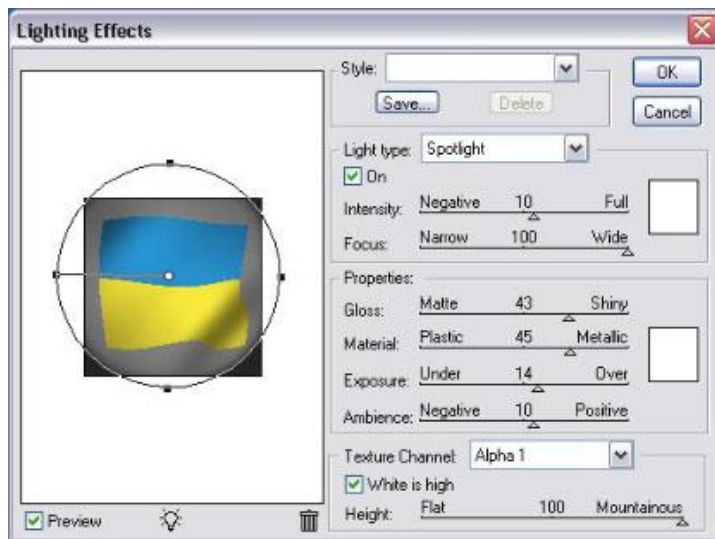 Lighting Effects
Style:
OK
Save...
Delete
Cancel
Light type: Spotlight
On
Intensity: Negative 10 Full
Focus: Narrow 100 Wide
Properties:
Gloss: Matte 43 Shiny
Material: Plastic 45 Metallic
Exposure: Under 14 Over
Ambience: Negative 10 Positive
Texture Channel: Alpha 1
White is high
Height: Flat 100 Mountainous
Preview